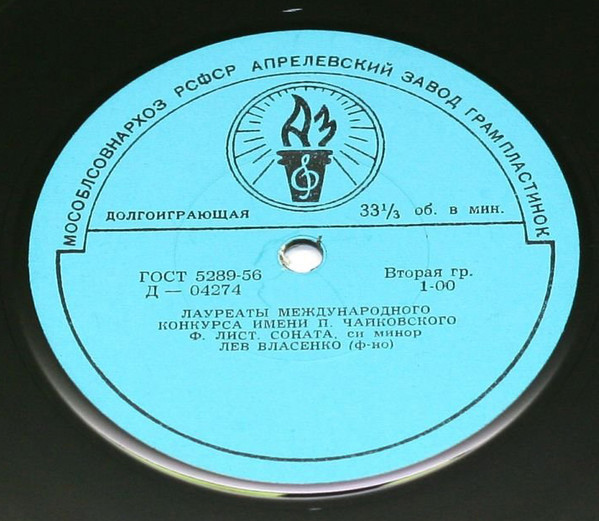 МОСОБЛСОВНАРХОЗ РСФСР АПРЕЛЕВСКИЙ ЗАВОД ГРАМПЛАСТИНОК
АЗ
ДОЛГОИГРАЮЩАЯ 33⅓ об. в мин.
ГОСТ 5289-56 Вторая гр.
Д — 04274 1-00
ЛАУРЕАТЫ МЕЖДУНАРОДНОГО
КОНКУРСА ИМЕНИ П. ЧАЙКОВСКОГО
Ф. ЛИСТ. СОНАТА, си минор
ЛЕВ ВЛАСЕНКО (ф-но)